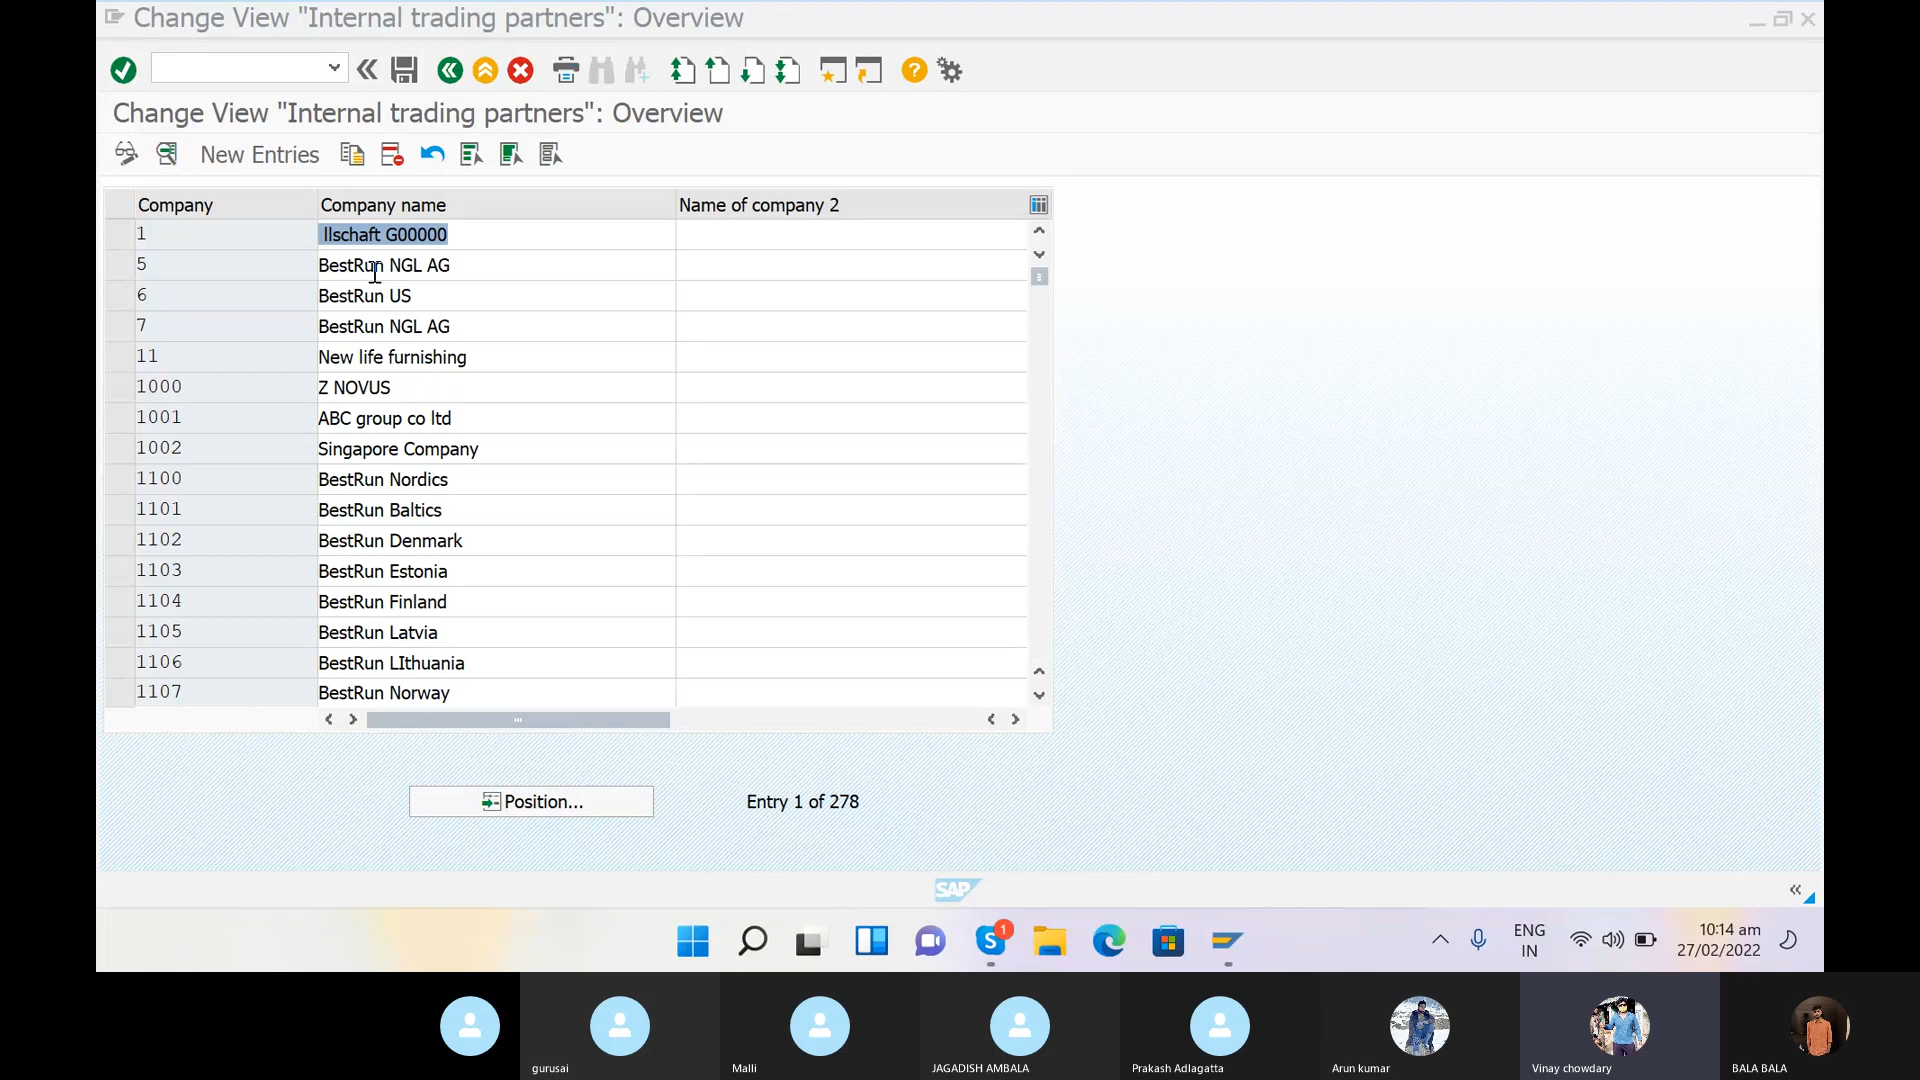 Change View "Internal trading partners": Overview
Change View "Internal trading partners": Overview
New Entries
Company Company name Name of company 2
1 llschaft G00000
5 BestRun NGL AG
6 BestRun US
7 BestRun NGL AG
11 New life furnishing
1000 Z NOVUS
1001 ABC group co ltd
1002 Singapore Company
1100 BestRun Nordics
1101 BestRun Baltics
1102 BestRun Denmark
1103 BestRun Estonia
1104 BestRun Finland
1105 BestRun Latvia
1106 BestRun LIthuania
1107 BestRun Norway
Position... Entry 1 of 278
SAP
1
ENG
IN
10:14 am
27/02/2022
gurusai Malli JAGADISH AMBALA Prakash Adlagatta Arun kumar Vinay chowdary BALA BALA